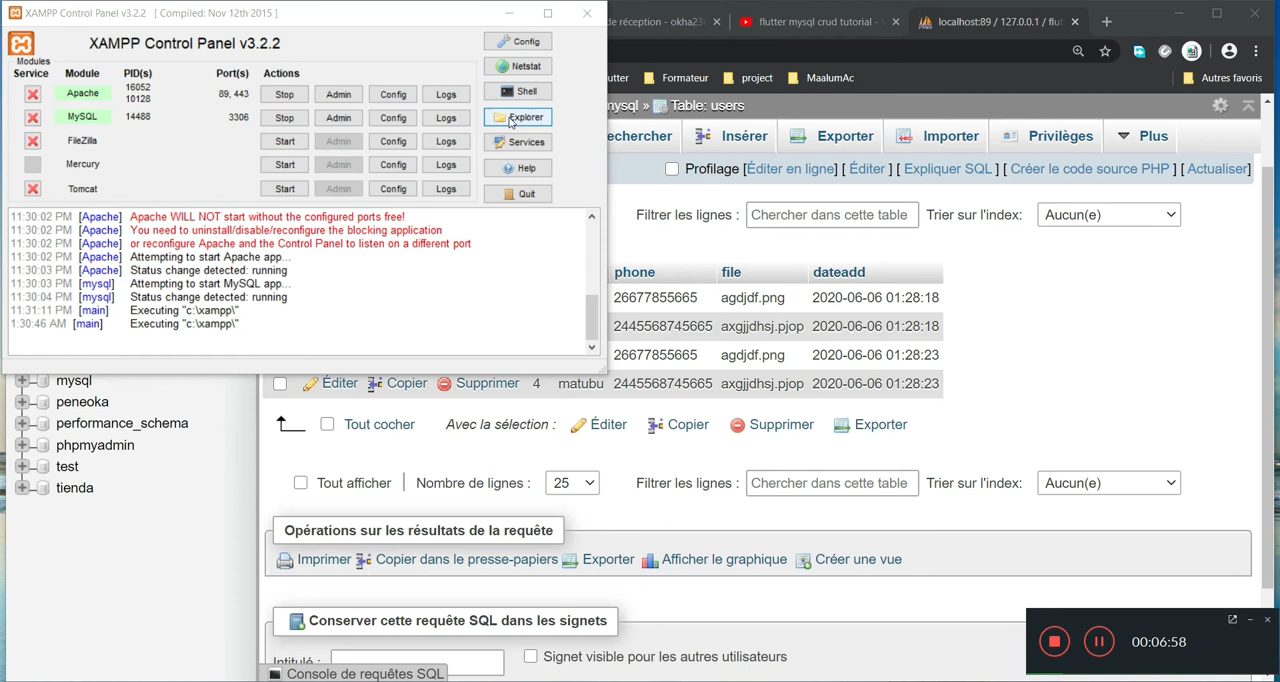 XAMPP Control Panel v3.2.2 [ Compiled: Nov 12th 2015 ]
XAMPP Control Panel v3.2.2
Config
Modules
Service Module PID(s) Port(s) Actions
Netstat
Apache 16052 10128 89, 443 Stop Admin Config Logs
Shell
MySQL 14488 3306 Stop Admin Config Logs
Explorer
FileZilla Start Admin Config Logs
Services
Mercury Start Admin Config Logs
Help
Tomcat Start Admin Config Logs
Quit
11:30:02 PM [Apache] Apache WILL NOT start without the configured ports free!
11:30:02 PM [Apache] You need to uninstall/disable/reconfigure the blocking application
11:30:02 PM [Apache] or reconfigure Apache and the Control Panel to listen on a different port
11:30:02 PM [Apache] Attempting to start Apache app...
11:30:03 PM [Apache] Status change detected: running
11:30:03 PM [mysql] Attempting to start MySQL app...
11:30:04 PM [mysql] Status change detected: running
11:31:11 PM [main] Executing "c:\xampp\"
1:30:46 AM [main] Executing "c:\xampp\"
de réception - okha23 flutter mysql crud tutorial - localhost:89 / 127.0.0.1 / flut
utter Formateur project MaalumAc Autres favoris
mysql » Table: users
echercher Insérer Exporter Importer Privilèges Plus
Profilage [Éditer en ligne] [ Éditer ] [ Expliquer SQL ] [ Créer le code source PHP ] [ Actualiser]
Filtrer les lignes : Chercher dans cette table Trier sur l'index: Aucun(e)
phone file dateadd
26677855665 agdjdf.png 2020-06-06 01:28:18
2445568745665 axgjjdhsj.pjop 2020-06-06 01:28:18
26677855665 agdjdf.png 2020-06-06 01:28:23
Éditer Copier Supprimer 4 matubu 2445568745665 axgjjdhsj.pjop 2020-06-06 01:28:23
mysql
peneoka
performance_schema
phpmyadmin
test
tienda
Tout cocher Avec la sélection : Éditer Copier Supprimer Exporter
Tout afficher Nombre de lignes : 25 Filtrer les lignes : Chercher dans cette table Trier sur l'index: Aucun(e)
Opérations sur les résultats de la requête
Imprimer Copier dans le presse-papiers Exporter Afficher le graphique Créer une vue
Conserver cette requête SQL dans les signets
Intitulé : Signet visible pour les autres utilisateurs
Console de requêtes SQL
00:06:58